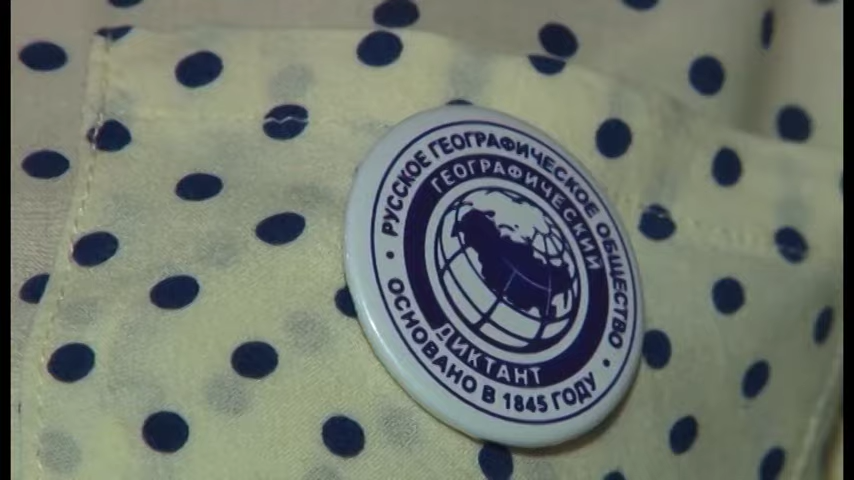 РУССКОЕ ГЕОГРАФИЧЕСКОЕ ОБЩЕСТВО
ОСНОВАНО В 1845 ГОДУ
ГЕОГРАФИЧЕСКИЙ
ДИКТАНТ